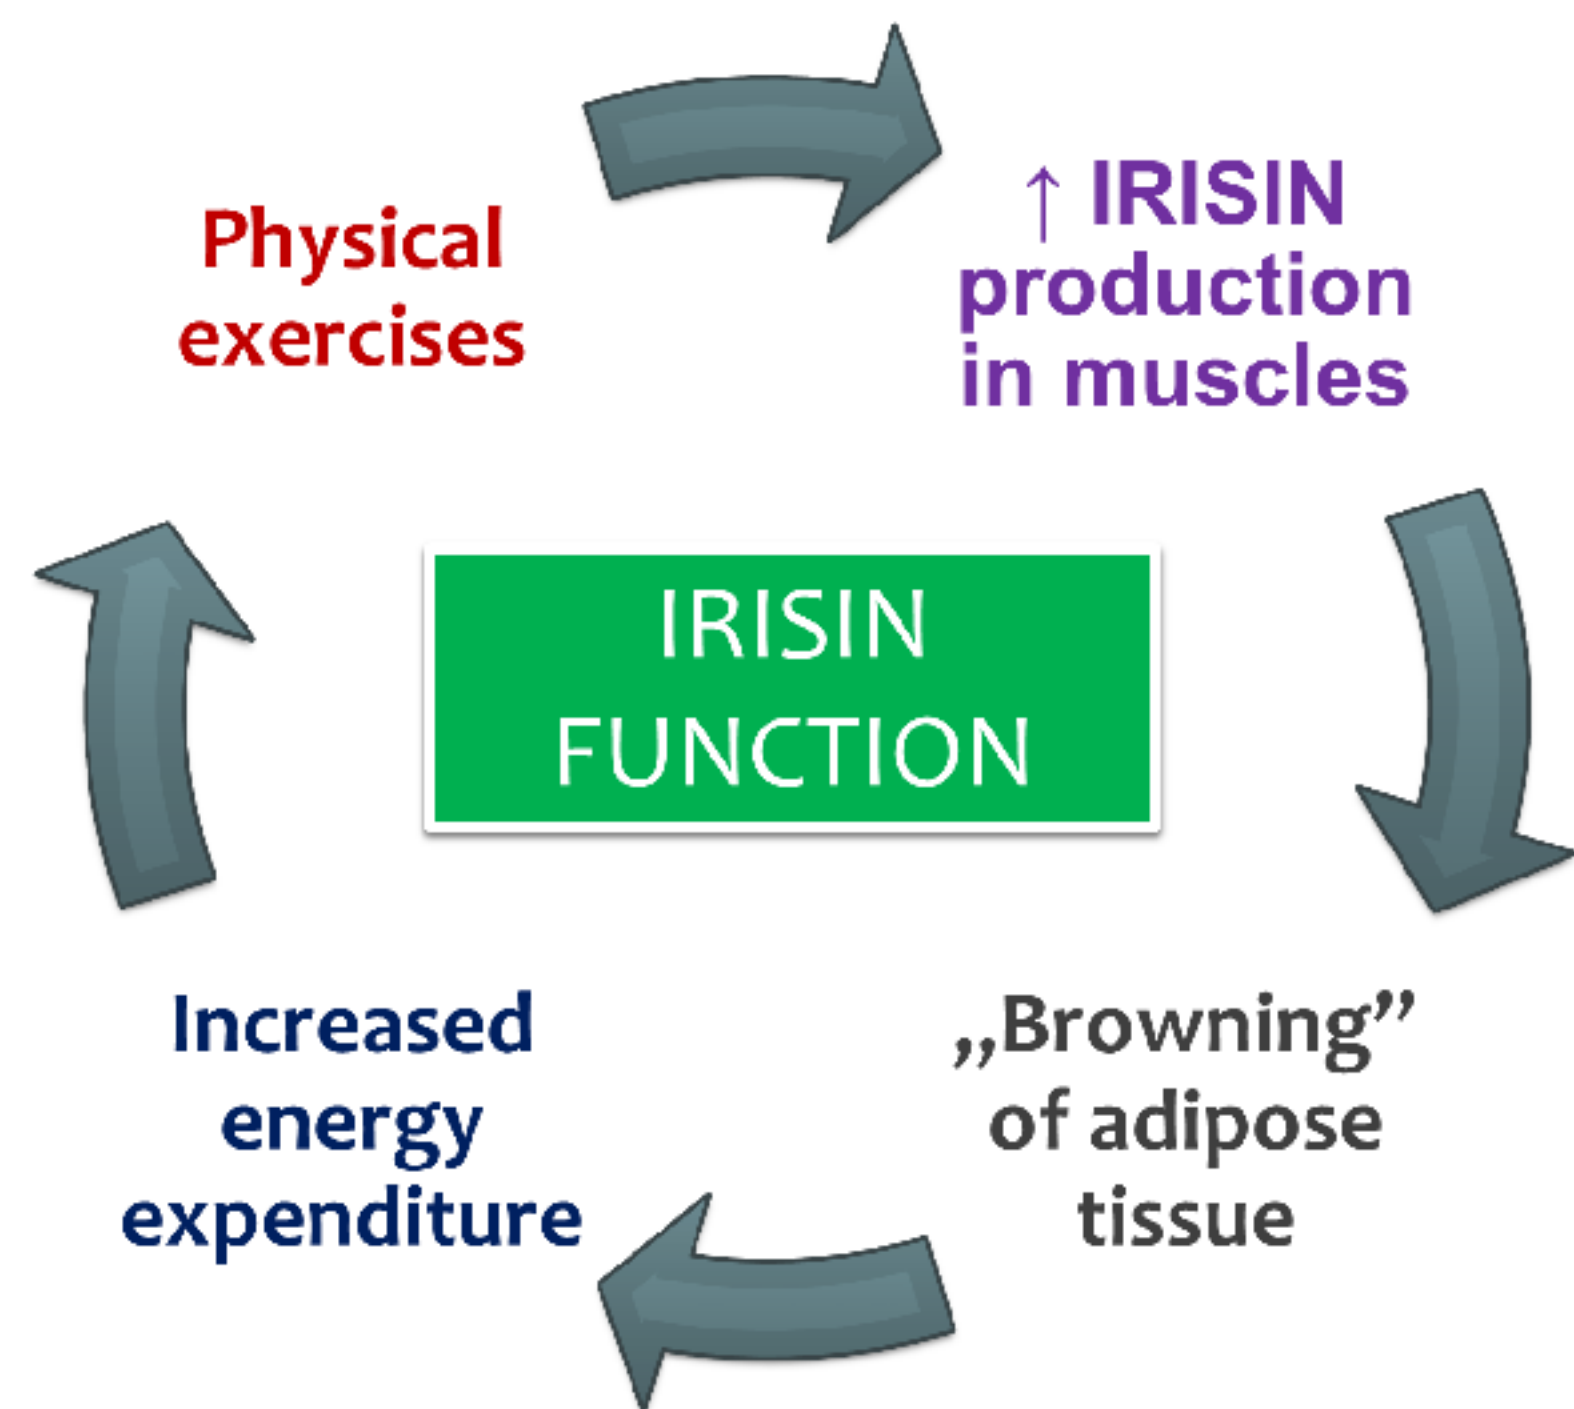 Physical
exercises
↑ IRISIN
production
in muscles
IRISIN
FUNCTION
Increased
energy
expenditure
„Browning”
of adipose
tissue